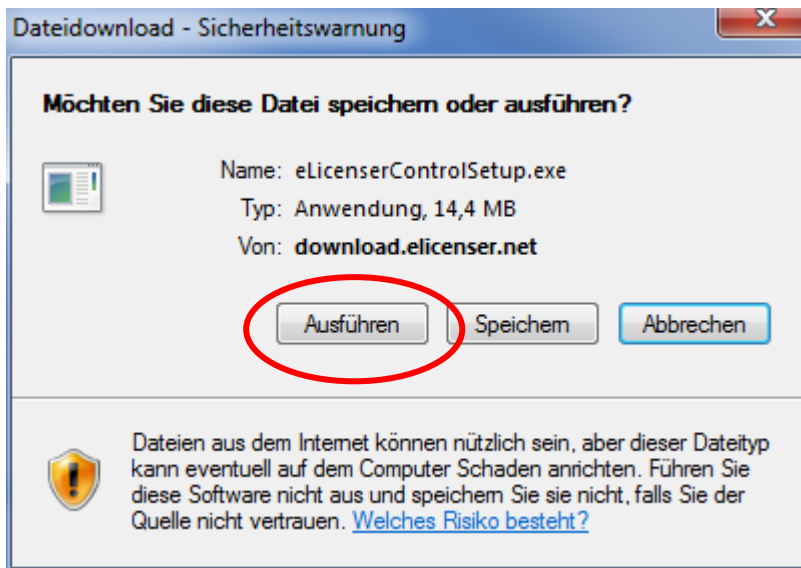 Dateidownload - Sicherheitswarnung
Möchten Sie diese Datei speichern oder ausführen?
Name: eLicenserControlSetup.exe
Typ: Anwendung, 14,4 MB
Von: download.elicenser.net
Ausführen Speichern Abbrechen
Dateien aus dem Internet können nützlich sein, aber dieser Dateityp
kann eventuell auf dem Computer Schaden anrichten. Führen Sie
diese Software nicht aus und speichern Sie sie nicht, falls Sie der
Quelle nicht vertrauen. Welches Risiko besteht?